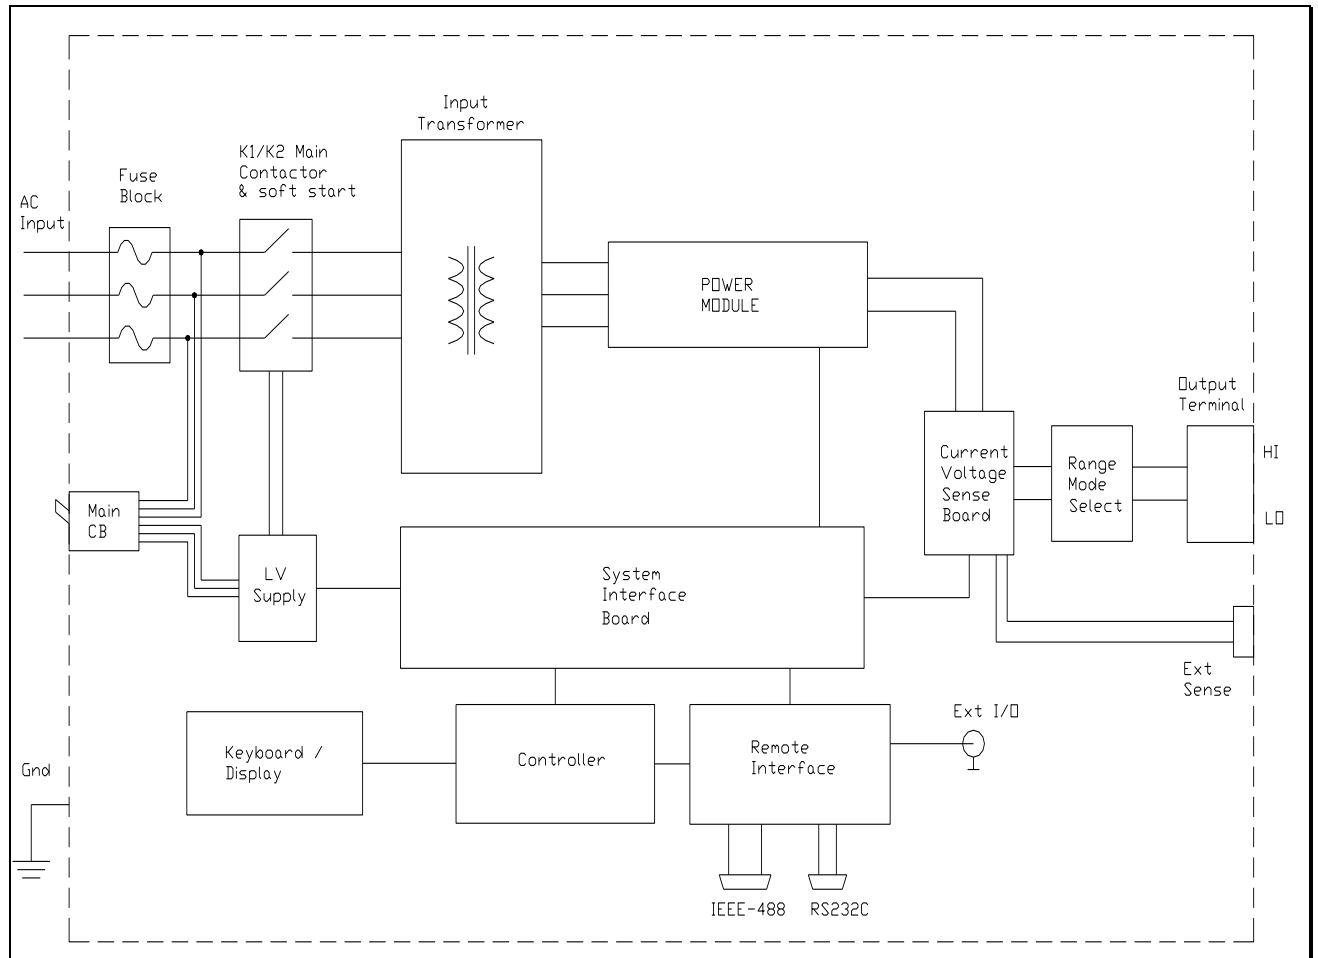 Input
Transformer
K1/K2 Main
Contactor
& soft start
Fuse
Block
AC
Input
POWER
MODULE
Output
Terminal
HI
LO
Current
Voltage
Sense
Board
Range
Mode
Select
Main
CB
LV
Supply
System
Interface
Board
Ext
Sense
Ext I/O
Keyboard /
Display
Controller
Remote
Interface
Gnd
IEEE-488
RS232C